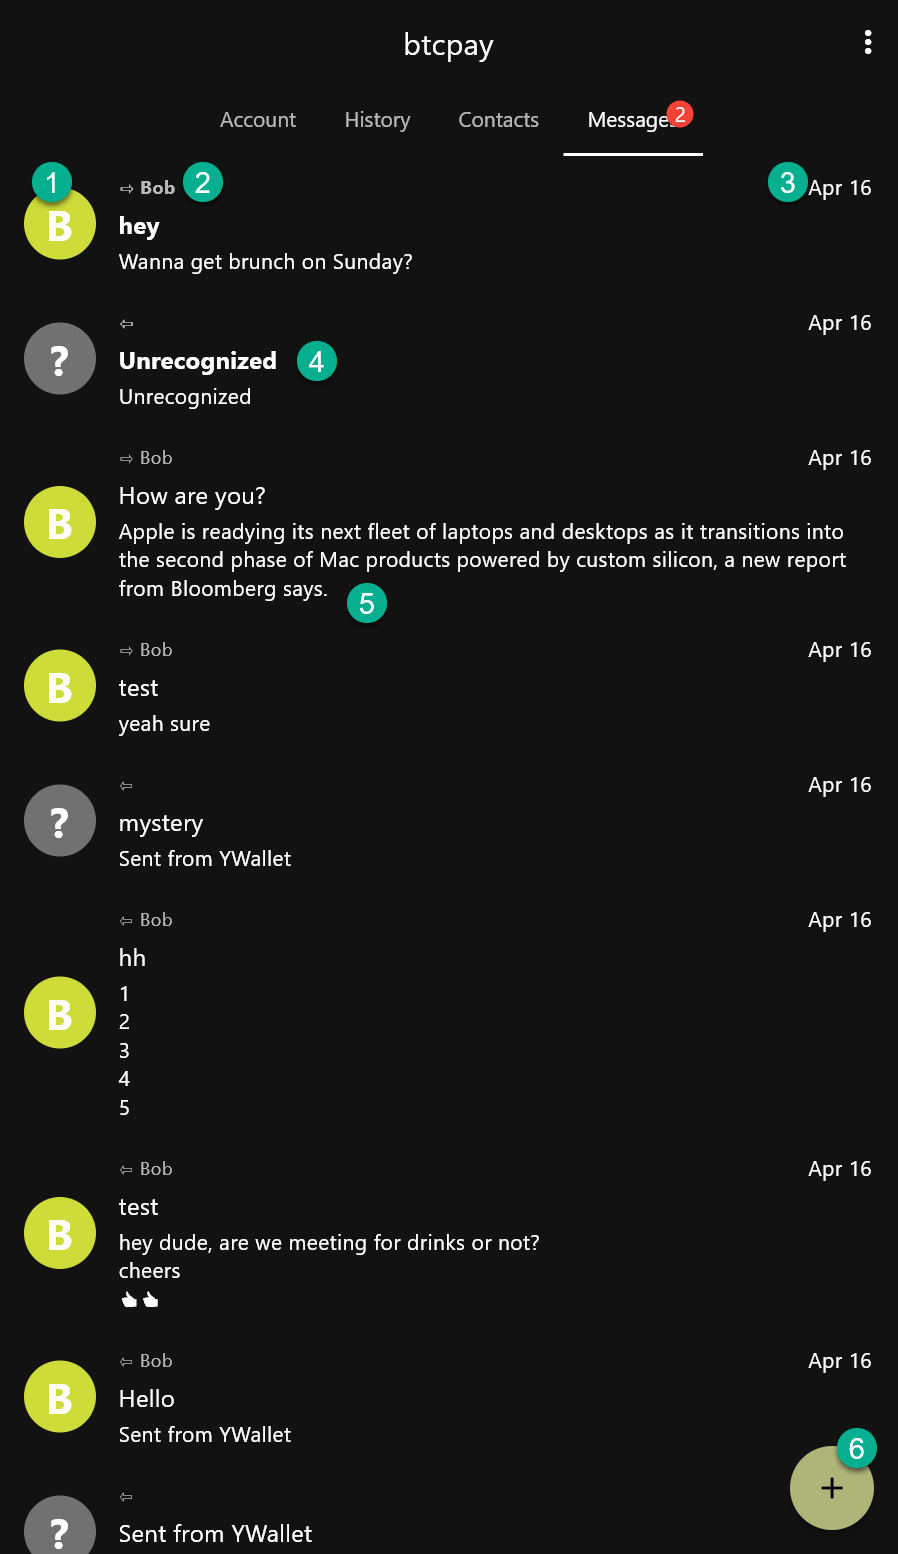 btcpay
Account History Contacts Messages 2
1 B ⇨ Bob 2 3 Apr 16
hey
Wanna get brunch on Sunday?
⇦ Apr 16
? Unrecognized 4
Unrecognized
⇨ Bob Apr 16
How are you?
B Apple is readying its next fleet of laptops and desktops as it transitions into
the second phase of Mac products powered by custom silicon, a new report
from Bloomberg says. 5
⇨ Bob Apr 16
B test
yeah sure
⇦ Apr 16
? mystery
Sent from YWallet
⇦ Bob Apr 16
hh
B 1
2
3
4
5
⇦ Bob Apr 16
test
B hey dude, are we meeting for drinks or not?
cheers
👍👍
⇦ Bob Apr 16
B Hello
Sent from YWallet
6
+
⇦
? Sent from YWallet